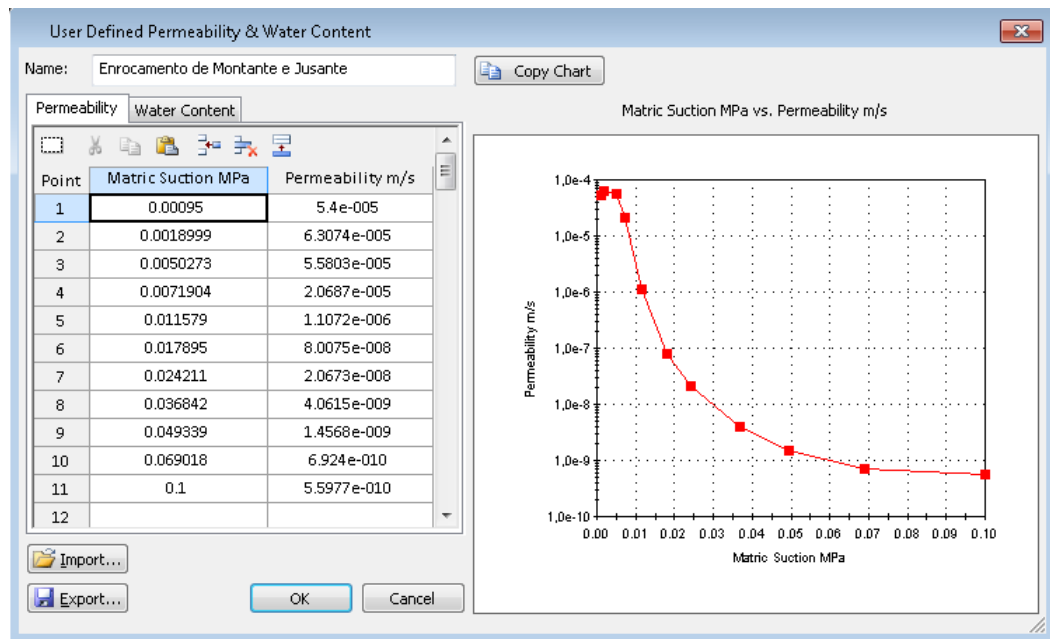 User Defined Permeability & Water Content
Name: Enrocamento de Montante e Jusante
Copy Chart
Permeability Water Content
Point Matric Suction MPa Permeability m/s
1 0.00095 5.4e-005
2 0.0018999 6.3074e-005
3 0.0050273 5.5803e-005
4 0.0071904 2.0687e-005
5 0.011579 1.1072e-006
6 0.017895 8.0075e-008
7 0.024211 2.0673e-008
8 0.036842 4.0615e-009
9 0.049339 1.4568e-009
10 0.069018 6.924e-010
11 0.1 5.5977e-010
12
Import...
Export...
OK Cancel
Matric Suction MPa vs. Permeability m/s
Permeability m/s
1,0e-4
1,0e-5
1,0e-6
1,0e-7
1,0e-8
1,0e-9
1,0e-10
0.00 0.01 0.02 0.03 0.04 0.05 0.06 0.07 0.08 0.09 0.10
Matric Suction MPa